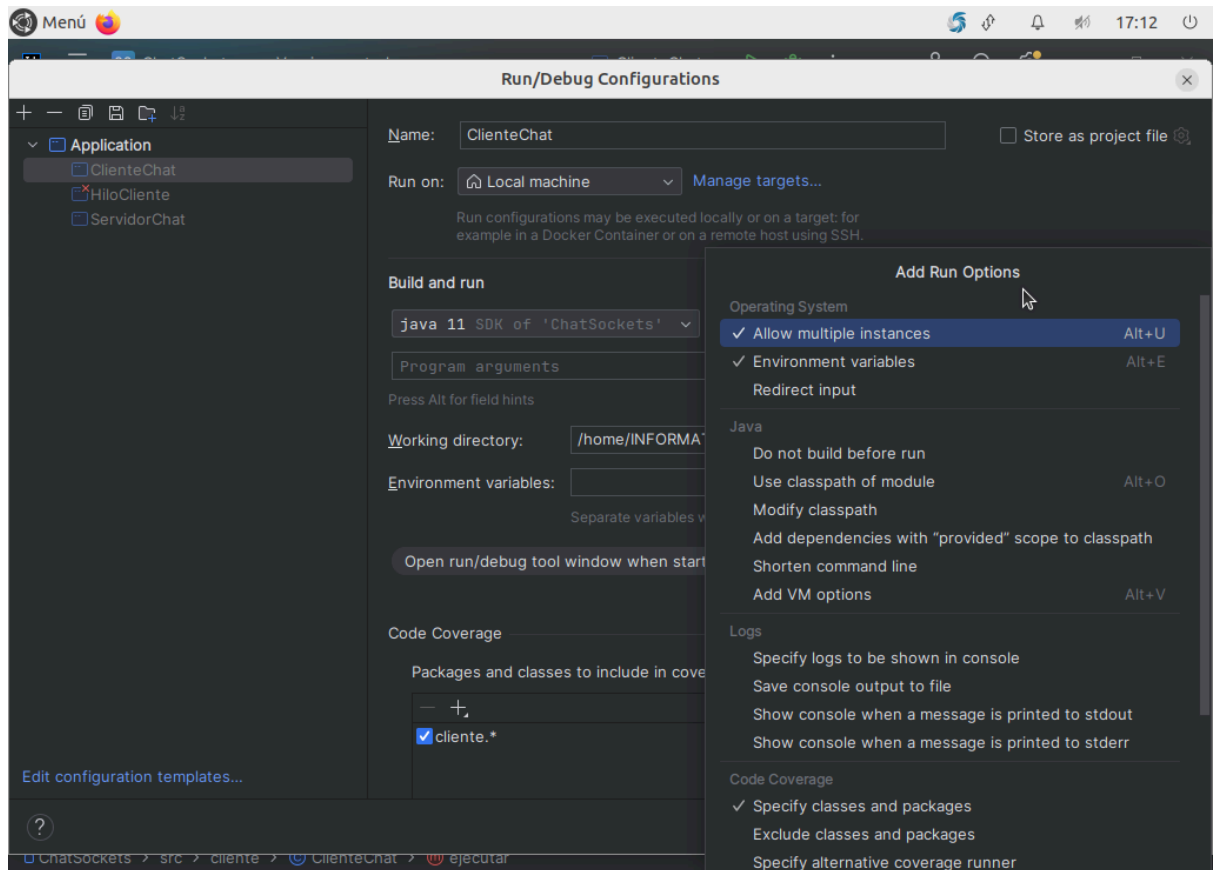 Menú
17:12
Run/Debug Configurations
Application
ClienteChat
HiloCliente
ServidorChat
Edit configuration templates...
?
Name: ClienteChat
Store as project file
Run on: Local machine
Manage targets...
Run configurations may be executed locally or on a target: for
example in a Docker Container or on a remote host using SSH.
Build and run
java 11 SDK of 'ChatSockets'
Program arguments
Press Alt for field hints
Working directory: /home/INFORMA
Environment variables:
Separate variables
Open run/debug tool window when start
Code Coverage
Packages and classes to include in cove
cliente.*
Add Run Options
Operating System
Allow multiple instances Alt+U
Environment variables Alt+E
Redirect input
Java
Do not build before run
Use classpath of module Alt+O
Modify classpath
Add dependencies with “provided” scope to classpath
Shorten command line
Add VM options Alt+V
Logs
Specify logs to be shown in console
Save console output to file
Show console when a message is printed to stdout
Show console when a message is printed to stderr
Code Coverage
Specify classes and packages
Exclude classes and packages
Specify alternative coverage runner
ChatSockets > src > cliente > ClienteChat > ejecutar